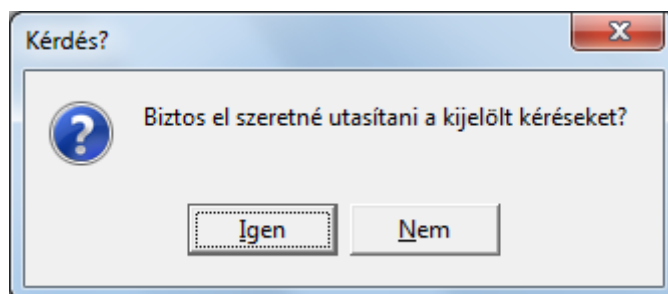 Kérdés?
Biztos el szeretné utasítani a kijelölt kéréseket?
Igen
Nem